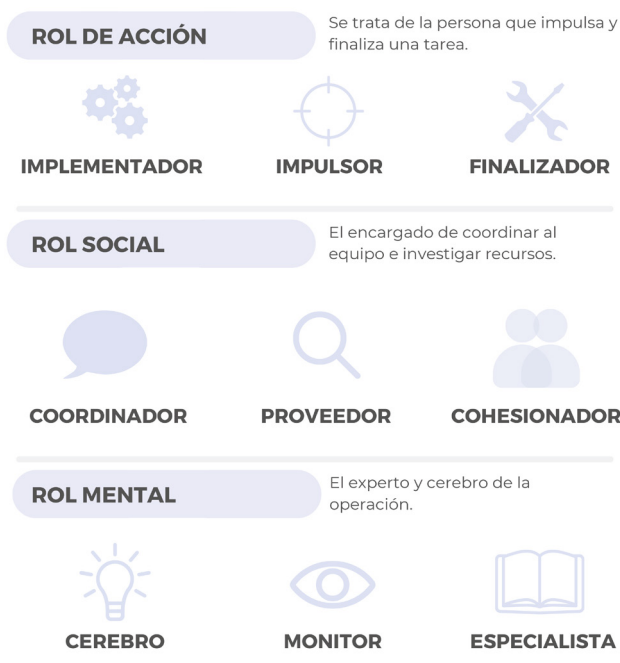 ROL DE ACCIÓN
Se trata de la persona que impulsa y
finaliza una tarea.
IMPLEMENTADOR
IMPULSOR
FINALIZADOR
ROL SOCIAL
El encargado de coordinar al
equipo e investigar recursos.
COORDINADOR
PROVEEDOR
COHESIONADOR
ROL MENTAL
El experto y cerebro de la
operación.
CEREBRO
MONITOR
ESPECIALISTA